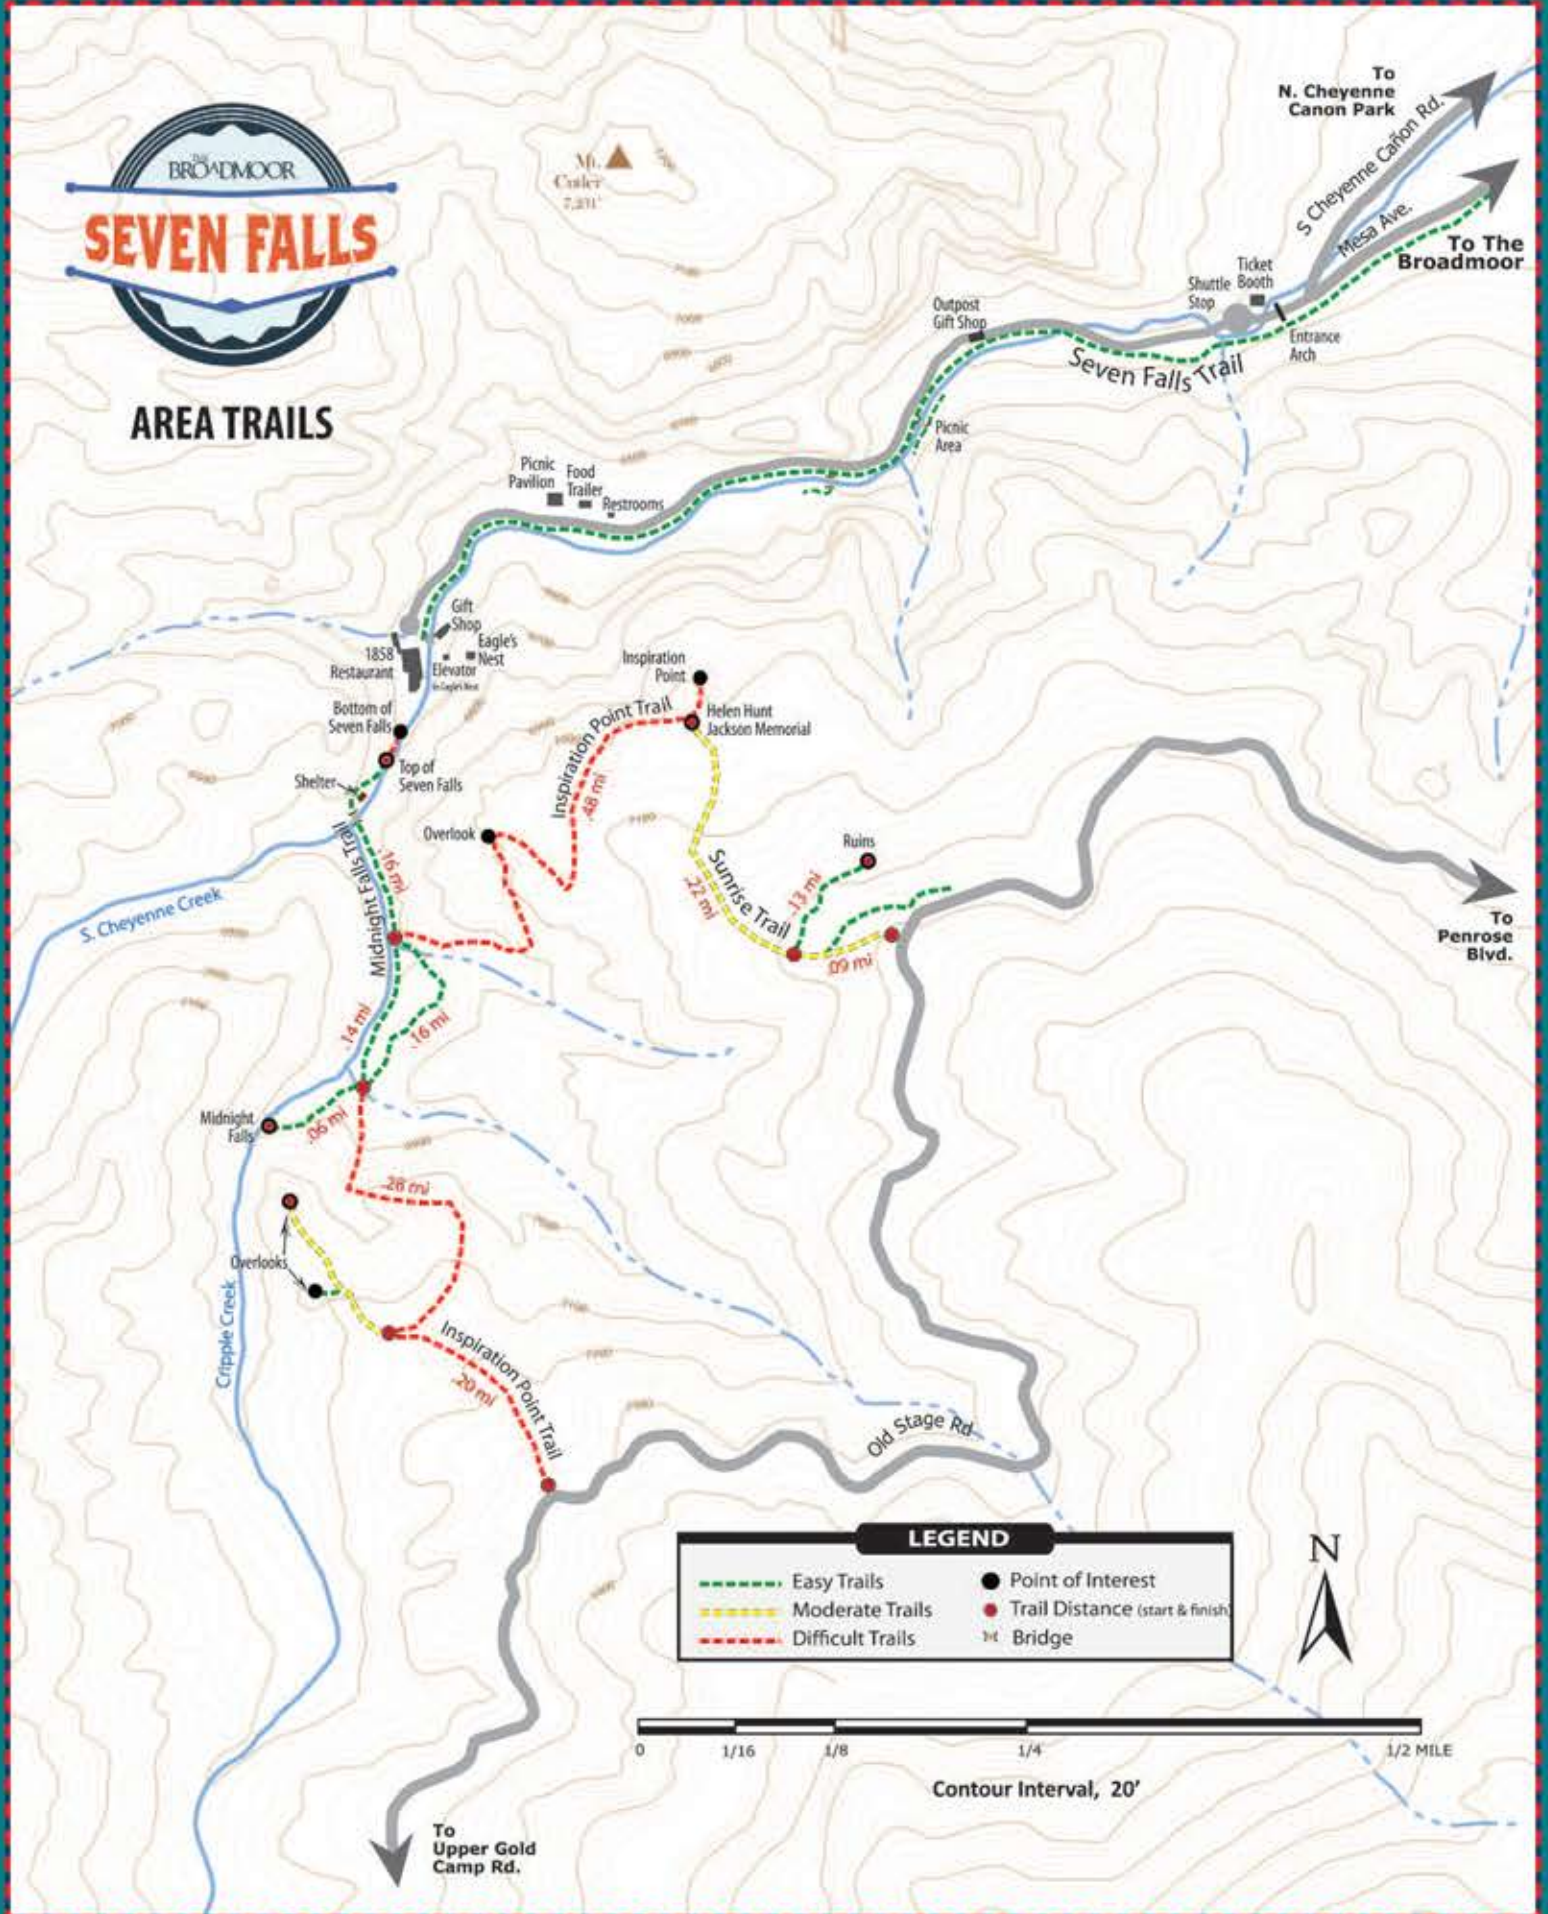 To
N. Cheyenne
Canon Park
S Cheyenne Cañon Rd.
Mesa Ave.
To The
Broadmoor
THE
BROADMOOR
SEVEN FALLS
AREA TRAILS
Mt.
Cutler
Ticket
Booth
Shuttle
Stop
Entrance
Arch
Outpost
Gift Shop
Seven Falls Trail
Picnic
Area
Picnic
Pavilion
Food
Trailer
Restrooms
Gift
Shop
Eagle's
Nest
1858
Restaurant
Elevator
Bottom of
Seven Falls
Top of
Seven Falls
Shelter
Inspiration
Point
Helen Hunt
Jackson Memorial
Inspiration Point Trail
.48 mi
Overlook
Ruins
Sunrise Trail
.22 mi
.13 mi
.09 mi
Midnight Falls Trail
.16 mi
S. Cheyenne Creek
To
Penrose
Blvd.
.14 mi
.16 mi
Midnight
Falls
.06 mi
.28 mi
Overlooks
Cripple Creek
Inspiration Point Trail
.20 mi
Old Stage Rd
LEGEND
Easy Trails
Moderate Trails
Difficult Trails
Point of Interest
Trail Distance (start & finish)
Bridge
N
0 1/16 1/8 1/4 1/2 MILE
Contour Interval, 20'
To
Upper Gold
Camp Rd.